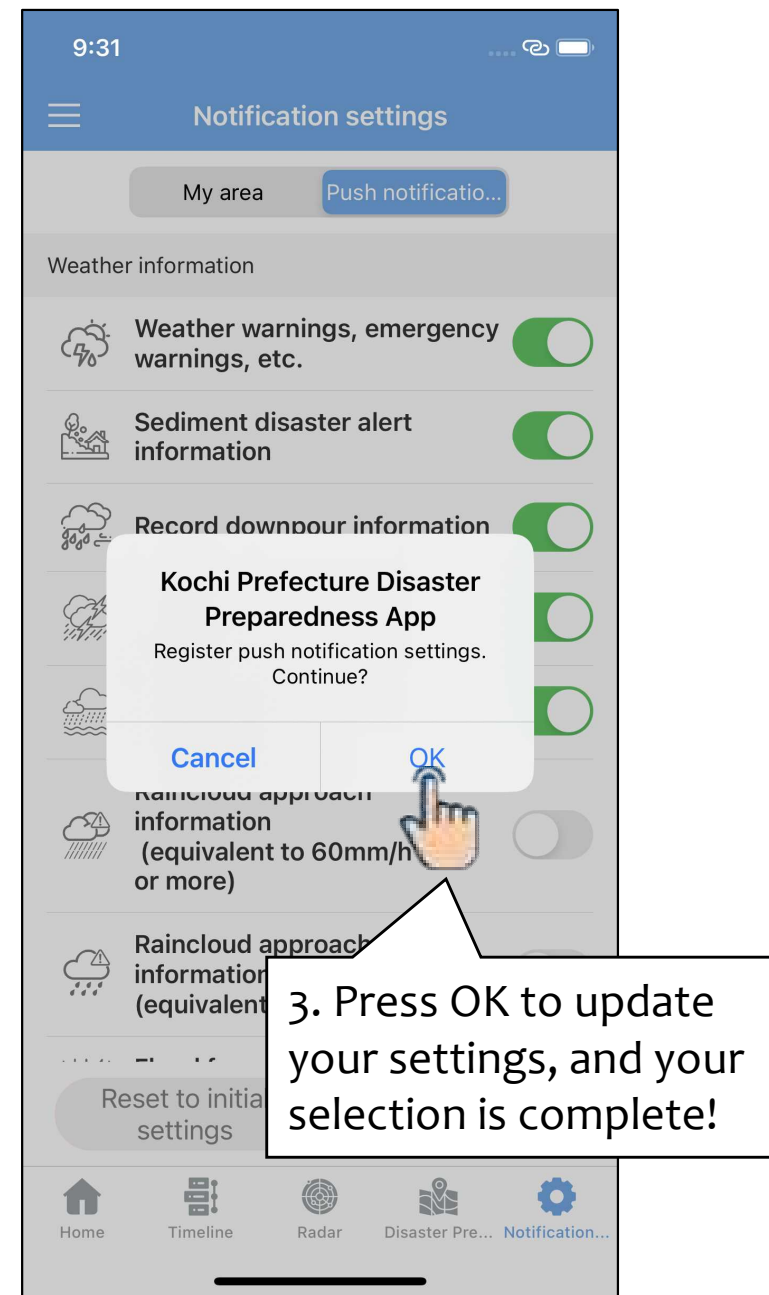 9:31
Notification settings
My area
Push notificatio...
Weather information
Weather warnings, emergency
warnings, etc.
Sediment disaster alert
information
Record downpour information
Kochi Prefecture Disaster
Preparedness App
Register push notification settings.
Continue?
Cancel
OK
Raincloud approach
information
(equivalent to 60mm/h
or more)
Raincloud approach
information
(equivalent
3. Press OK to update
your settings, and your
selection is complete!
Reset to initial
settings
Home
Timeline
Radar
Disaster Pre...
Notification...